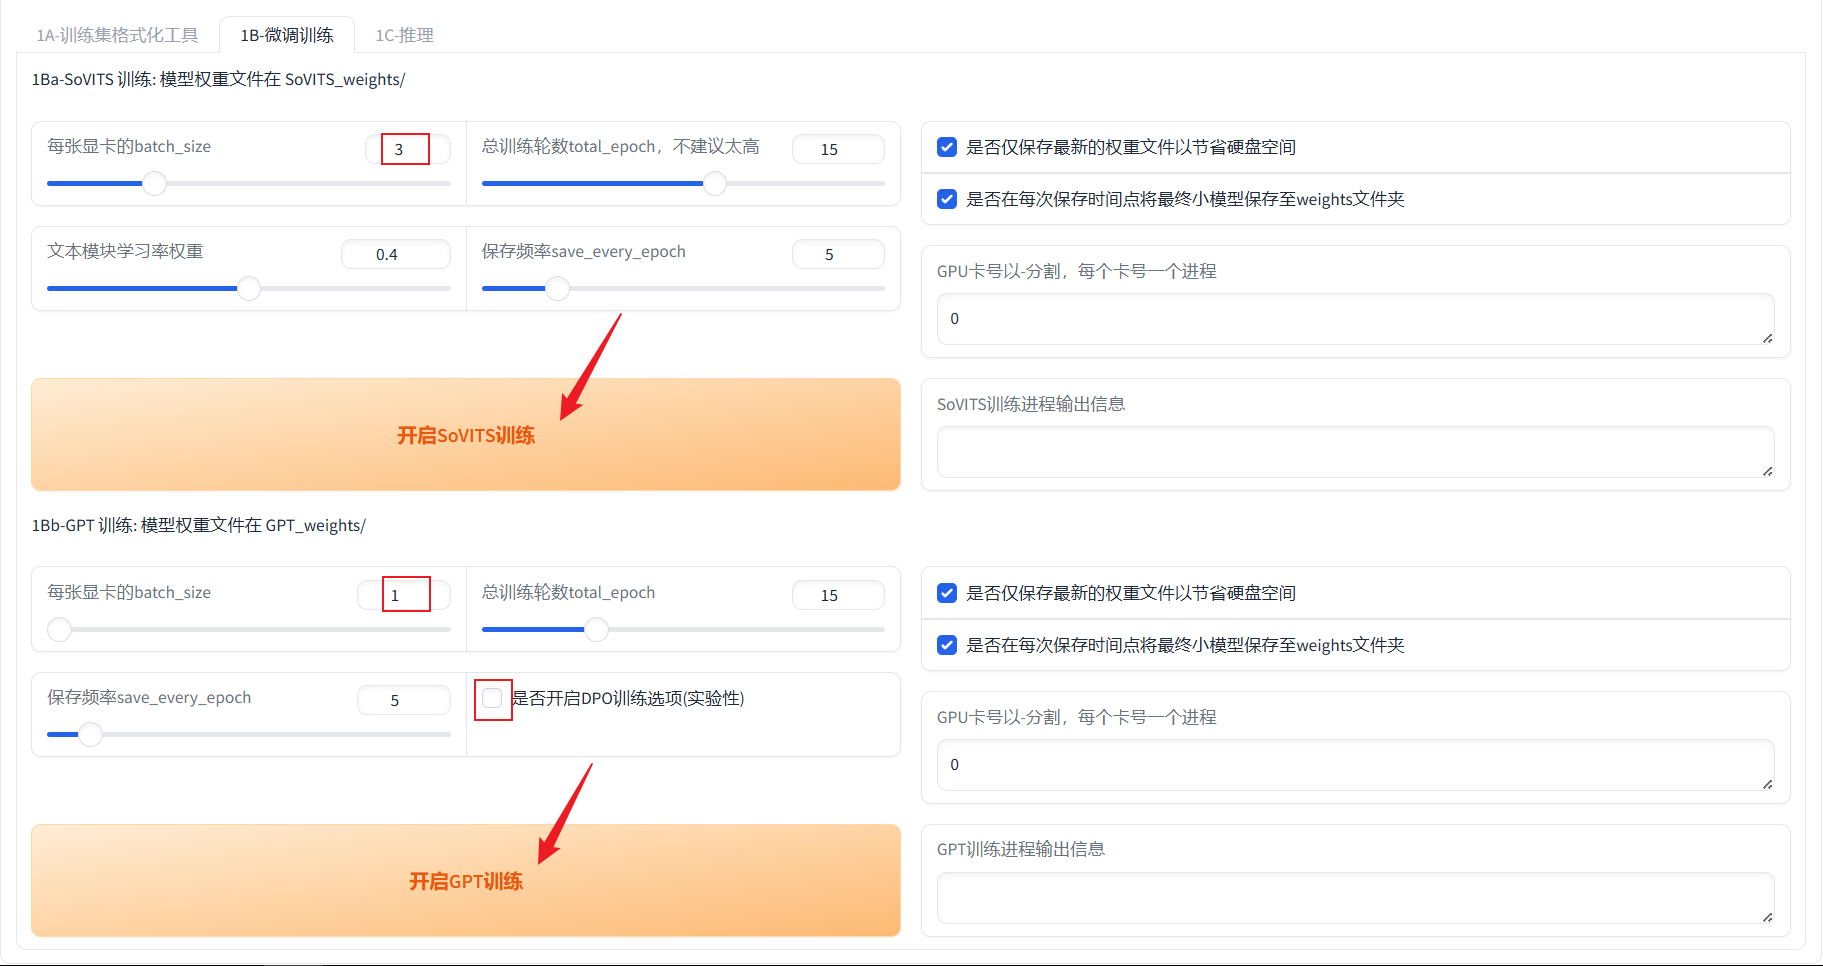 1A-训练集格式化工具
1B-微调训练
1C-推理
1Ba-SoVITS 训练: 模型权重文件在 SoVITS_weights/
每张显卡的batch_size
3
总训练轮数total_epoch，不建议太高
15
是否仅保存最新的权重文件以节省硬盘空间
是否在每次保存时间点将最终小模型保存至weights文件夹
文本模块学习率权重
0.4
保存频率save_every_epoch
5
GPU卡号以-分割，每个卡号一个进程
0
开启SoVITS训练
SoVITS训练进程输出信息
1Bb-GPT 训练: 模型权重文件在 GPT_weights/
每张显卡的batch_size
1
总训练轮数total_epoch
15
是否仅保存最新的权重文件以节省硬盘空间
是否在每次保存时间点将最终小模型保存至weights文件夹
保存频率save_every_epoch
5
是否开启DPO训练选项(实验性)
GPU卡号以-分割，每个卡号一个进程
0
开启GPT训练
GPT训练进程输出信息